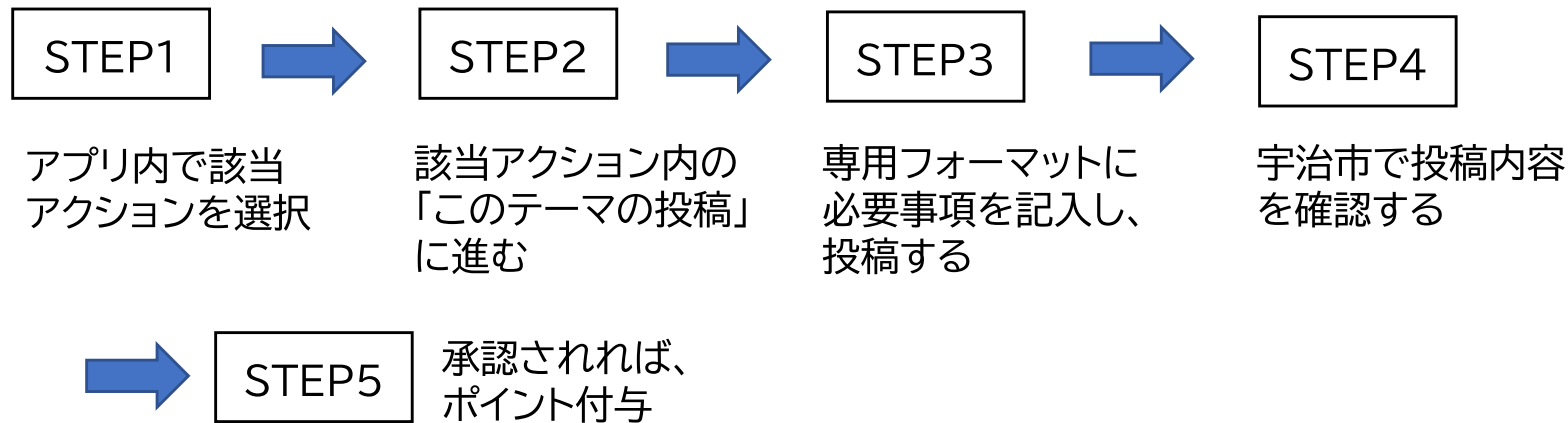 STEP1
アプリ内で該当
アクションを選択
STEP2
該当アクション内の
「このテーマの投稿」
に進む
STEP3
専用フォーマットに
必要事項を記入し、
投稿する
STEP4
宇治市で投稿内容
を確認する
STEP5
承認されれば、
ポイント付与